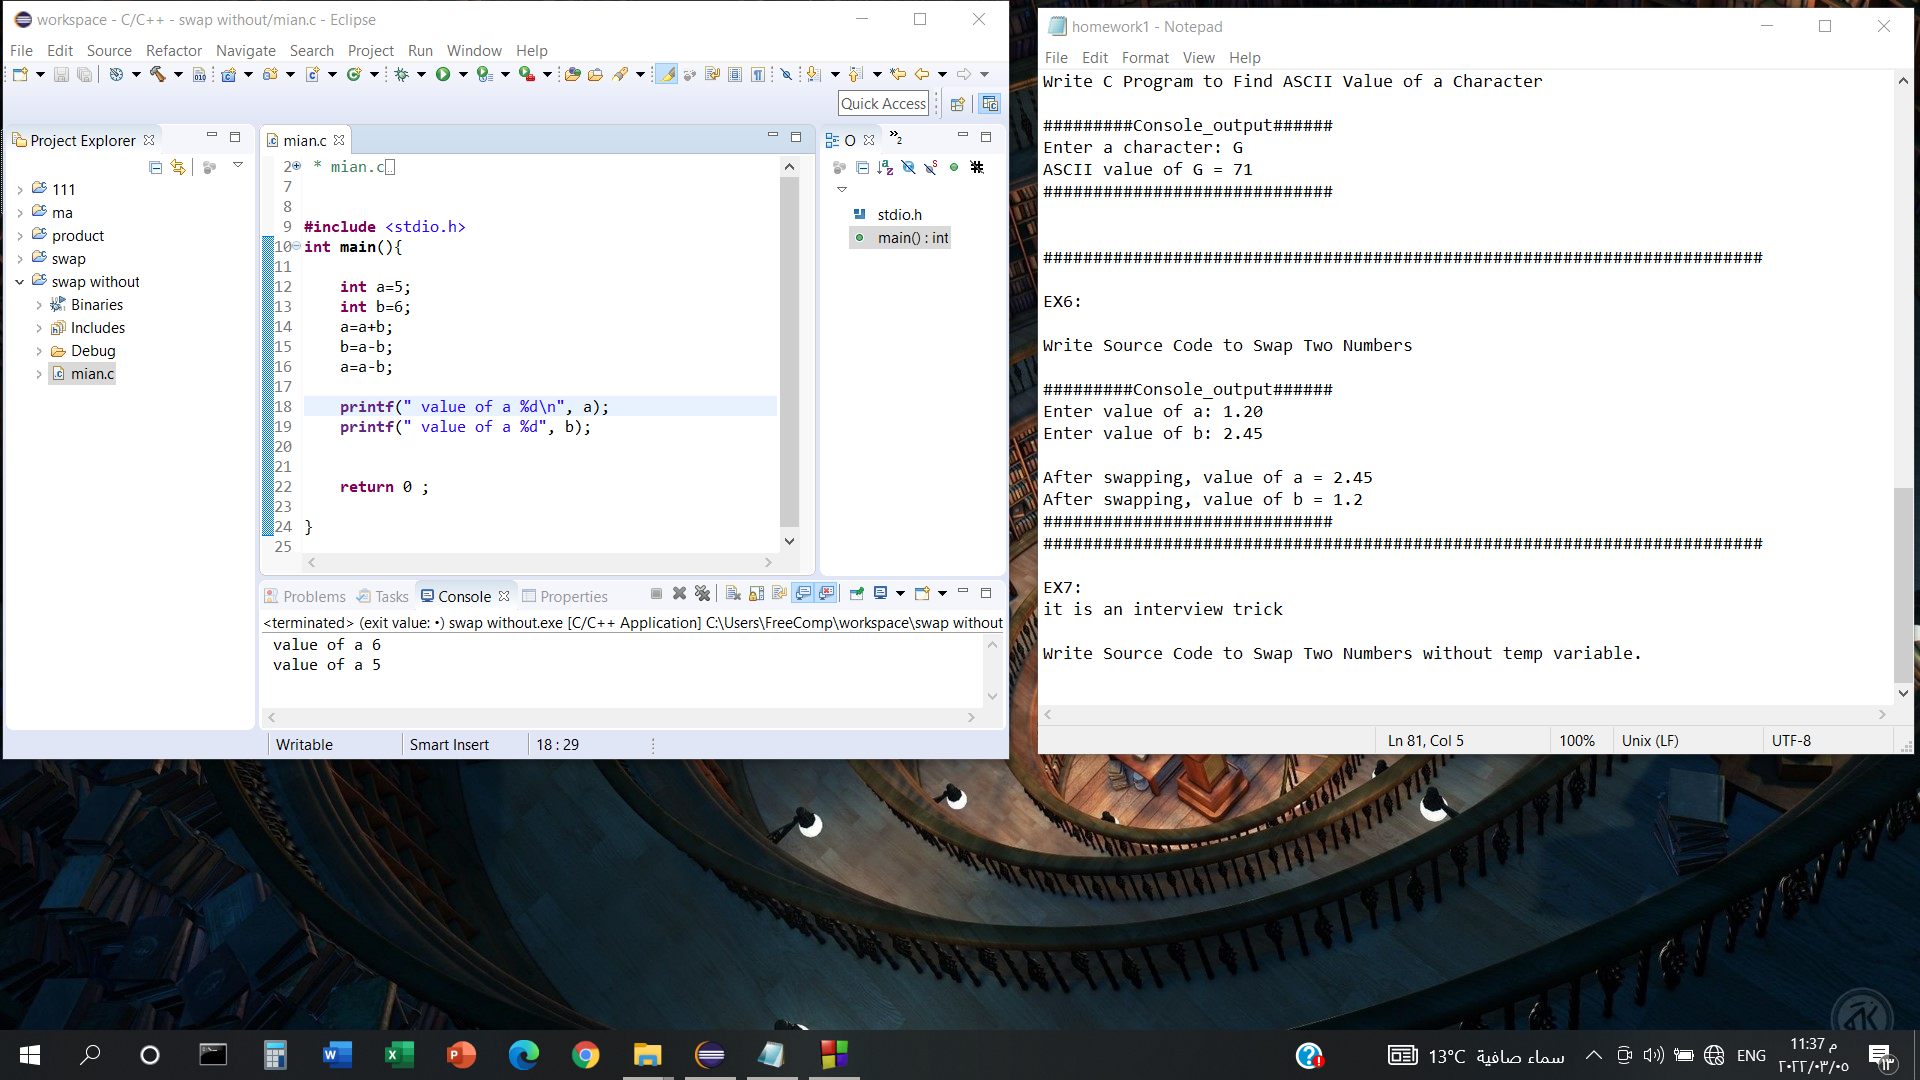 workspace - C/C++ - swap without/mian.c - Eclipse
File Edit Source Refactor Navigate Search Project Run Window Help
Quick Access
Project Explorer
111
ma
product
swap
swap without
Binaries
Includes
Debug
mian.c
mian.c
2 * mian.c
7
8
9 #include <stdio.h>
10 int main(){
11
12 int a=5;
13 int b=6;
14 a=a+b;
15 b=a-b;
16 a=a-b;
17
18 printf(" value of a %d\n", a);
19 printf(" value of a %d", b);
20
21
22 return 0 ;
23
24 }
25
O
2
stdio.h
main() : int
Problems Tasks Console Properties
<terminated> (exit value: •) swap without.exe [C/C++ Application] C:\Users\FreeComp\workspace\swap without
value of a 6
value of a 5
Writable Smart Insert 18 : 29
homework1 - Notepad
File Edit Format View Help
Write C Program to Find ASCII Value of a Character
#########Console_output######
Enter a character: G
ASCII value of G = 71
#############################
########################################################################
EX6:
Write Source Code to Swap Two Numbers
#########Console_output######
Enter value of a: 1.20
Enter value of b: 2.45
After swapping, value of a = 2.45
After swapping, value of b = 1.2
#############################
########################################################################
EX7:
it is an interview trick
Write Source Code to Swap Two Numbers without temp variable.
Ln 81, Col 5 100% Unix (LF) UTF-8
13°C سماء صافية
ENG
11:37 م
٢٠٢٢/٠٣/٠٥
١٣